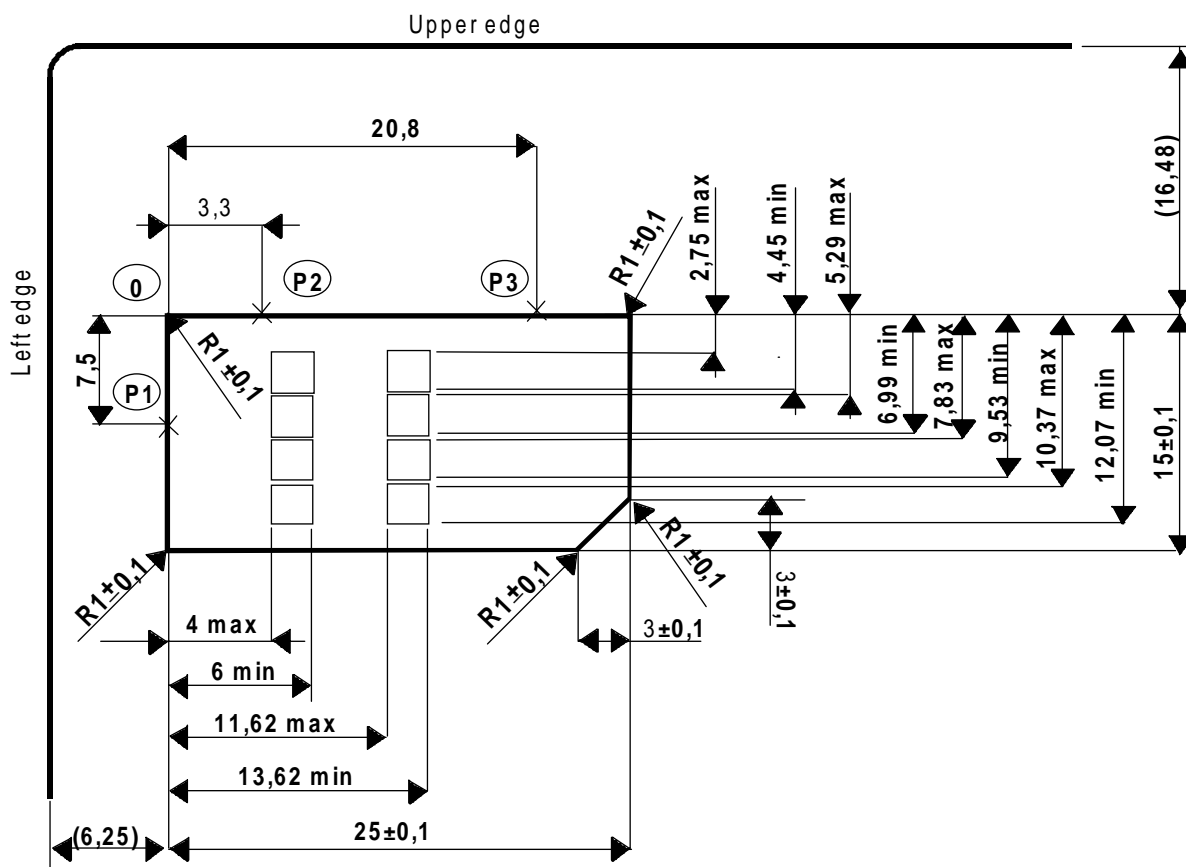 Upper edge
Left edge
20,8
3,3
0
P2
P3
R1±0,1
2,75 max
4,45 min
5,29 max
(16,48)
7,5
P1
R1±0,1
6,99 min
7,83 max
9,53 min
10,37 max
12,07 min
15±0,1
R1±0,1
R1±0,1
R1±0,1
3±0,1
4 max
3±0,1
6 min
11,62 max
13,62 min
(6,25)
25±0,1